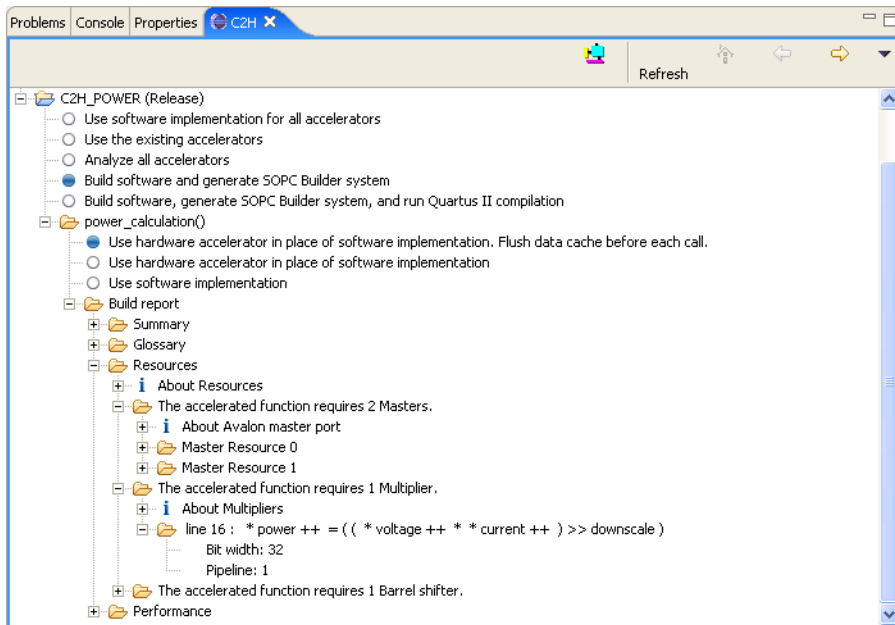 Problems Console Properties C2H
Refresh
C2H_POWER (Release)
Use software implementation for all accelerators
Use the existing accelerators
Analyze all accelerators
Build software and generate SOPC Builder system
Build software, generate SOPC Builder system, and run Quartus II compilation
power_calculation()
Use hardware accelerator in place of software implementation. Flush data cache before each call.
Use hardware accelerator in place of software implementation
Use software implementation
Build report
Summary
Glossary
Resources
About Resources
The accelerated function requires 2 Masters.
About Avalon master port
Master Resource 0
Master Resource 1
The accelerated function requires 1 Multiplier.
About Multipliers
line 16 : * power ++ = ( ( * voltage ++ * * current ++ ) >> downscale )
Bit width: 32
Pipeline: 1
The accelerated function requires 1 Barrel shifter.
Performance